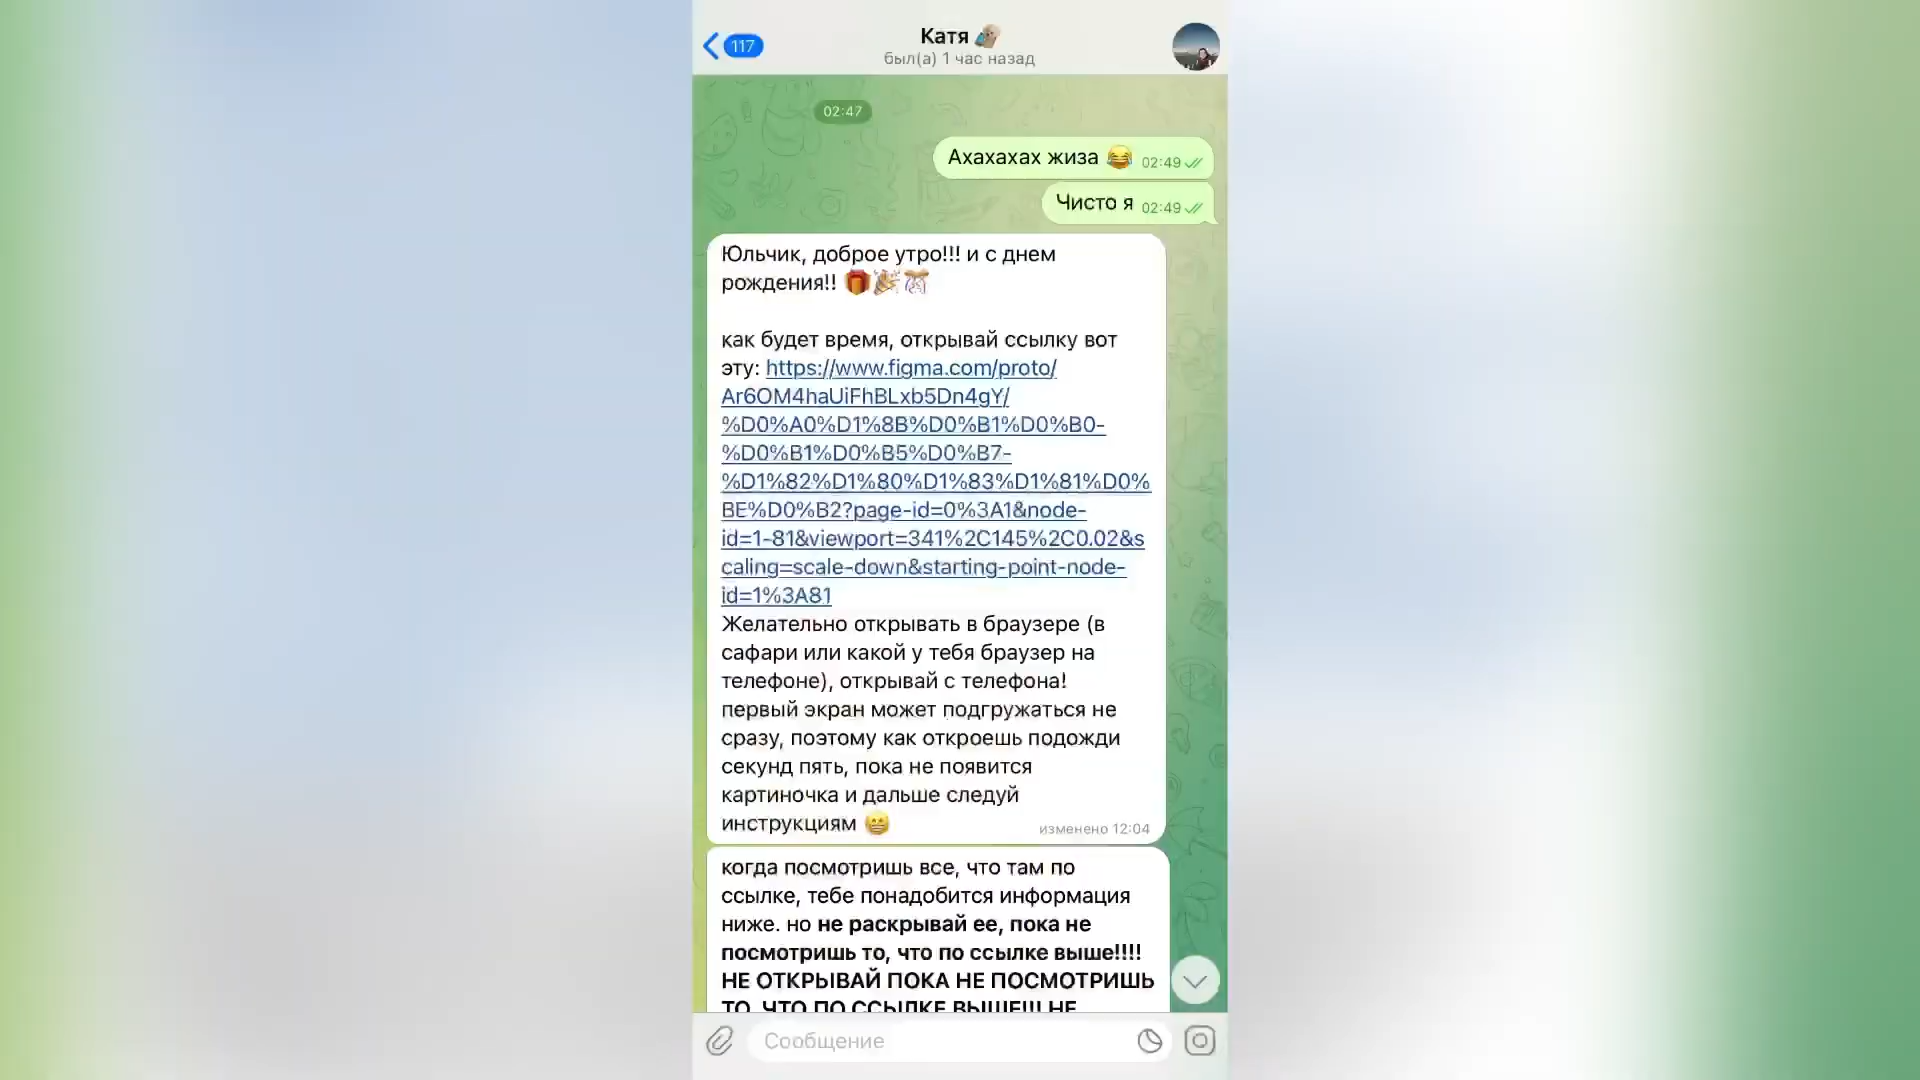 117
Катя
был(а) 1 час назад
02:47
Ахахахах жиза 😂 02:49
Чисто я 02:49
Юльчик, доброе утро!!! и с днем
рождения!! 🎁🎉🎊
как будет время, открывай ссылку вот
эту: https://www.figma.com/proto/
Ar6OM4haUiFhBLxb5Dn4gY/
%D0%A0%D1%8B%D0%B1%D0%B0-
%D0%B1%D0%B5%D0%B7-
%D1%82%D1%80%D1%83%D1%81%D0%
BE%D0%B2?page-id=0%3A1&node-
id=1-81&viewport=341%2C145%2C0.02&s
caling=scale-down&starting-point-node-
id=1%3A81
Желательно открывать в браузере (в
сафари или какой у тебя браузер на
телефоне), открывай с телефона!
первый экран может подгружаться не
сразу, поэтому как откроешь подожди
секунд пять, пока не появится
картиночка и дальше следуй
инструкциям 😁 изменено 12:04
когда посмотришь все, что там по
ссылке, тебе понадобится информация
ниже. но не раскрывай ее, пока не
посмотришь то, что по ссылке выше!!!!
НЕ ОТКРЫВАЙ ПОКА НЕ ПОСМОТРИШЬ
ТО, ЧТО ПО ССЫЛКЕ ВЫШЕ!!! НЕ
Сообщение